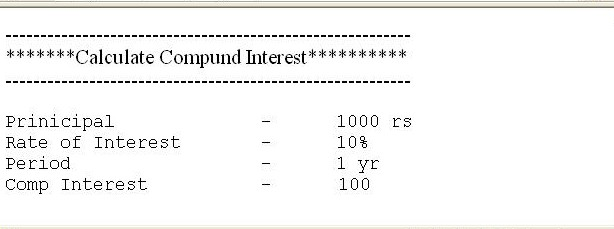 ----------------------------------------------------------
*******Calculate Compund Interest**********
----------------------------------------------------------
Prinicipal - 1000 rs
Rate of Interest - 10%
Period - 1 yr
Comp Interest - 100